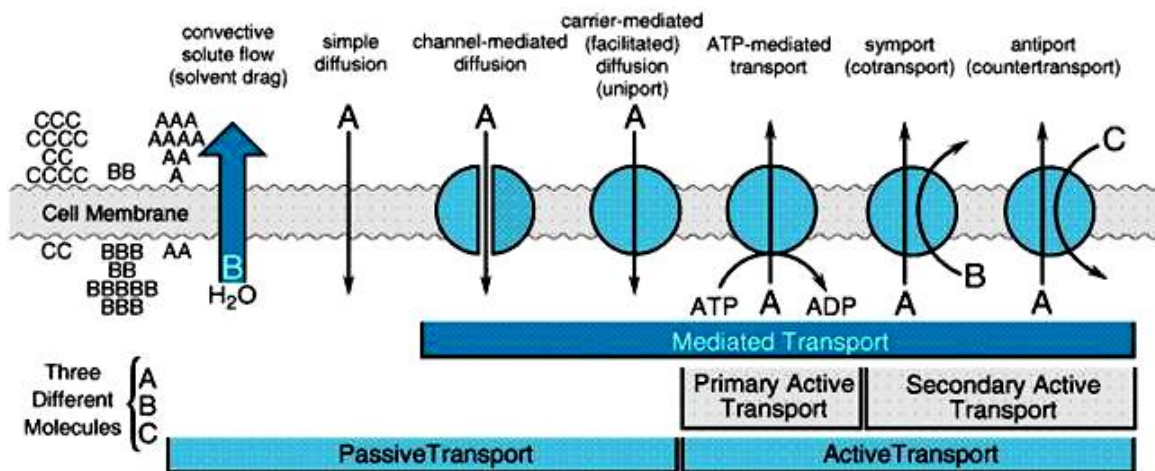 convective
solute flow
(solvent drag)
simple
diffusion
channel-mediated
diffusion
carrier-mediated
(facilitated)
diffusion
(uniport)
ATP-mediated
transport
symport
(cotransport)
antiport
(countertransport)
CCC
CCCC
CC
CCCC
BB
AAA
AAAA
AA
A
A
A
A
C
Cell Membrane
CC
BBB
BB
BBBBB
BBB
AA
B
H2O
ATP
A
ADP
A
B
A
Mediated Transport
Three
Different
Molecules
A
B
C
Primary Active
Transport
Secondary Active
Transport
PassiveTransport
ActiveTransport